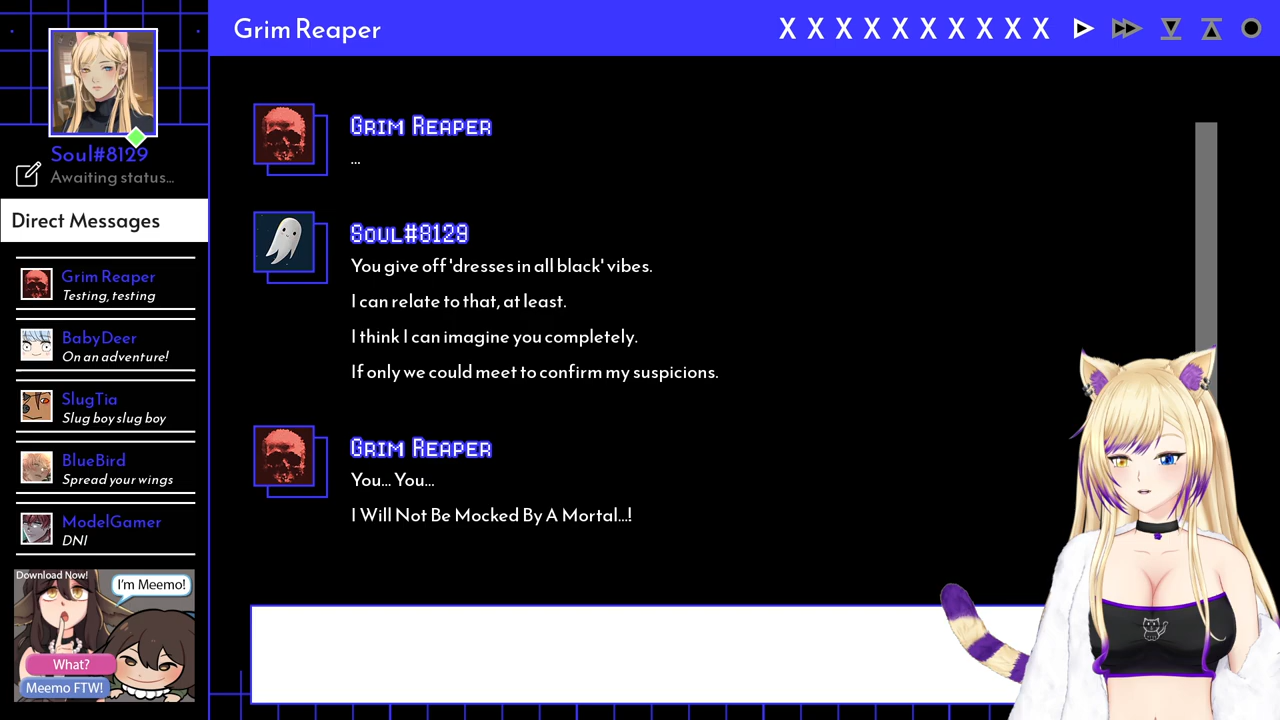 Grim Reaper
X X X X X X X X X X
Soul#8129
Awaiting status...
Direct Messages
Grim Reaper
Testing, testing
BabyDeer
On an adventure!
SlugTia
Slug boy slug boy
BlueBird
Spread your wings
ModelGamer
DNI
Download Now!
I'm Meemo!
What?
Meemo FTW!
Grim Reaper
...
Soul#8129
You give off 'dresses in all black' vibes.
I can relate to that, at least.
I think I can imagine you completely.
If only we could meet to confirm my suspicions.
Grim Reaper
You... You...
I Will Not Be Mocked By A Mortal...!